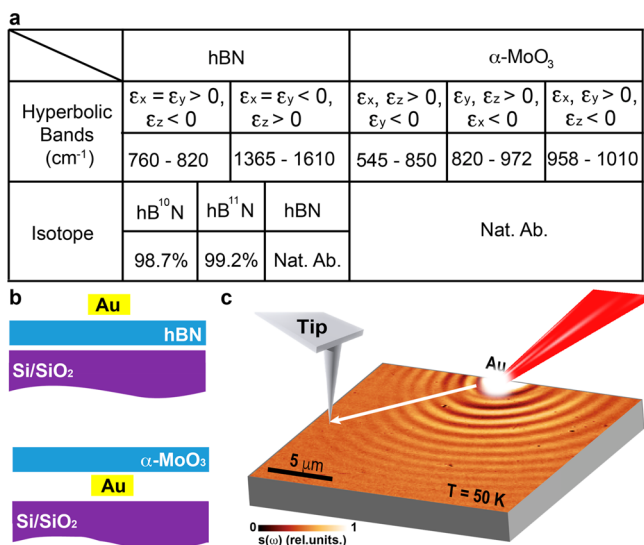 a
hBN
α-MoO₃
Hyperbolic
Bands
(cm⁻¹)
εx = εy > 0,
εz < 0
εx = εy < 0,
εz > 0
εx, εz > 0,
εy < 0
εy, εz > 0,
εx < 0
εx, εy > 0,
εz < 0
760 - 820
1365 - 1610
545 - 850
820 - 972
958 - 1010
Isotope
hB¹⁰N
hB¹¹N
hBN
98.7%
99.2%
Nat. Ab.
Nat. Ab.
b
Au
hBN
Si/SiO₂
α-MoO₃
Au
Si/SiO₂
c
Tip
Au
5 μm
T = 50 K
0
1
s(ω) (rel.units.)